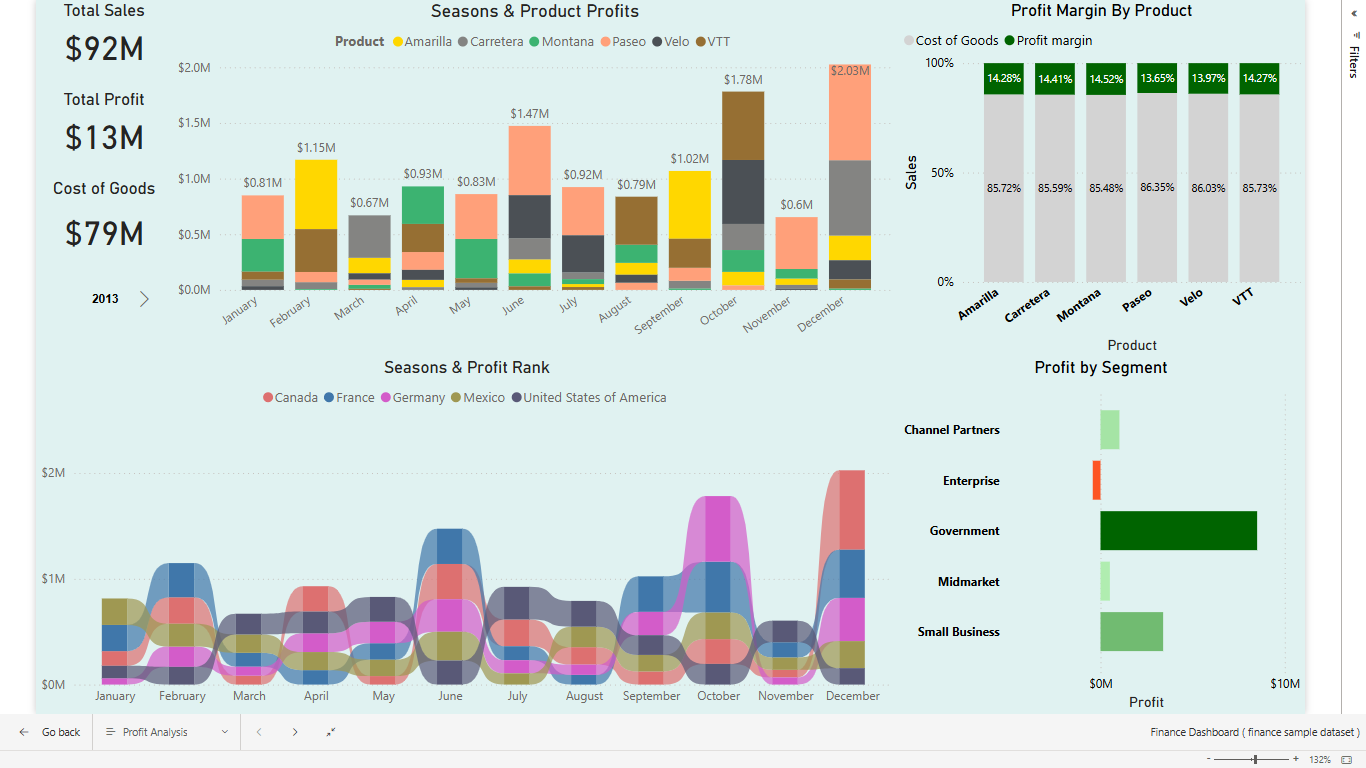 Total Sales
$92M
Total Profit
$13M
Cost of Goods
$79M
2013
Seasons & Product Profits
Product Amarilla Carretera Montana Paseo Velo VTT
$2.0M
$1.5M
$1.0M
$0.5M
$0.0M
$0.81M
$1.15M
$0.67M
$0.93M
$0.83M
$1.47M
$0.92M
$0.79M
$1.02M
$1.78M
$0.6M
$2.03M
January
February
March
April
May
June
July
August
September
October
November
December
Profit Margin By Product
Cost of Goods Profit margin
Sales
100%
50%
0%
14.28% 14.41% 14.52% 13.65% 13.97% 14.27%
85.72% 85.59% 85.48% 86.35% 86.03% 85.73%
Amarilla
Carretera
Montana
Paseo
Velo
VTT
Product
Filters
Seasons & Profit Rank
Canada France Germany Mexico United States of America
$2M
$1M
$0M
January February March April May June July August September October November December
Profit by Segment
Channel Partners
Enterprise
Government
Midmarket
Small Business
$0M $10M
Profit
Go back Profit Analysis Finance Dashboard ( finance sample dataset )
- + 132%